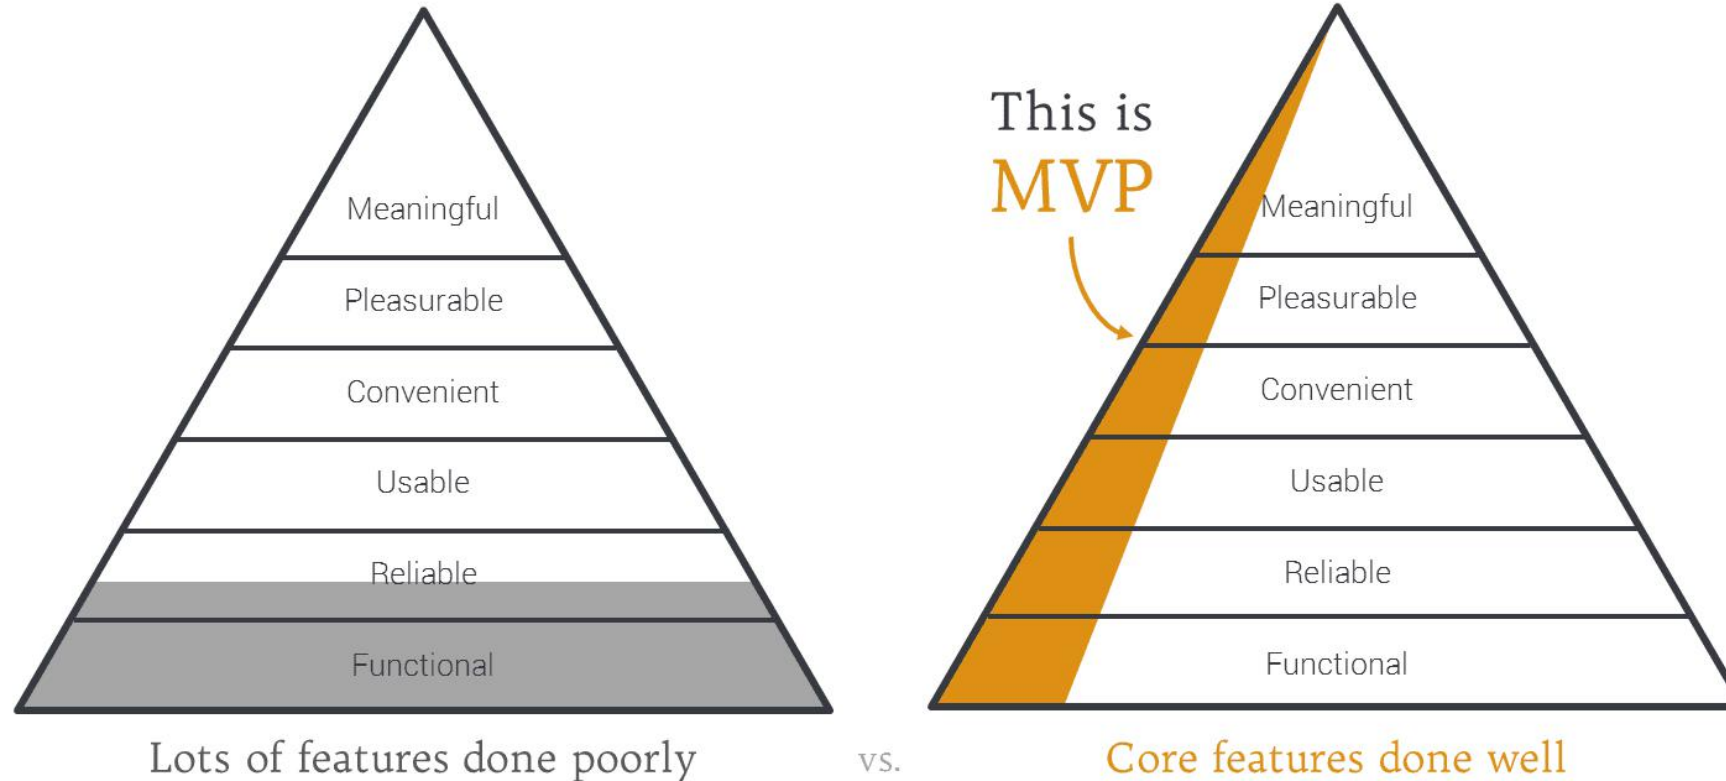 Meaningful
Pleasurable
Convenient
Usable
Reliable
Functional
Lots of features done poorly
vs.
This is
MVP
Meaningful
Pleasurable
Convenient
Usable
Reliable
Functional
Core features done well